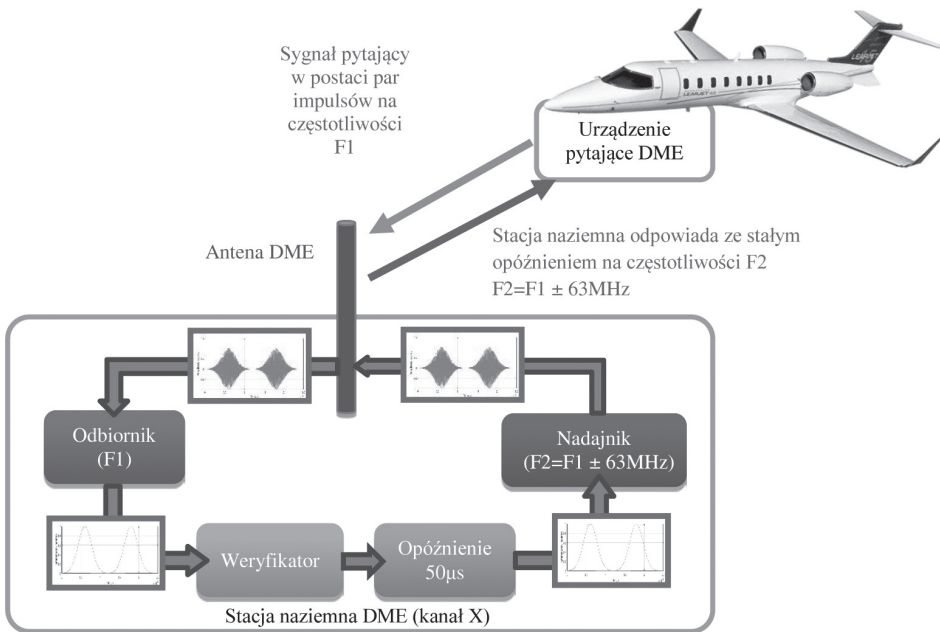 Sygnał pytający
w postaci par
impulsów na
częstotliwości
F1
LEARJET
Urządzenie
pytające DME
Antena DME
Stacja naziemna odpowiada ze stałym
opóźnieniem na częstotliwości F2
F2=F1 ± 63MHz
Odbiornik
(F1)
Nadajnik
(F2=F1 ± 63MHz)
Weryfikator
Opóźnienie
50μs
Stacja naziemna DME (kanał X)